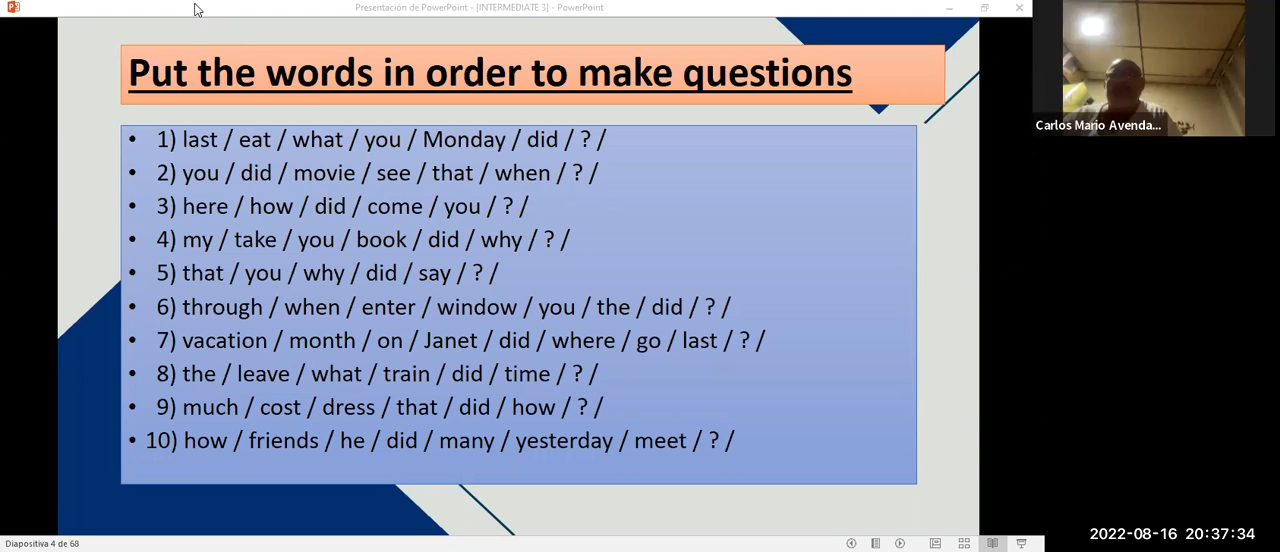 Presentación de PowerPoint - [INTERMEDIATE 3] - PowerPoint
Put the words in order to make questions
• 1) last / eat / what / you / Monday / did / ? /
• 2) you / did / movie / see / that / when / ? /
• 3) here / how / did / come / you / ? /
• 4) my / take / you / book / did / why / ? /
• 5) that / you / why / did / say / ? /
• 6) through / when / enter / window / you / the / did / ? /
• 7) vacation / month / on / Janet / did / where / go / last / ? /
• 8) the / leave / what / train / did / time / ? /
• 9) much / cost / dress / that / did / how / ? /
• 10) how / friends / he / did / many / yesterday / meet / ? /
Carlos Mario Avenda...
Diapositiva 4 de 68
2022-08-16 20:37:34